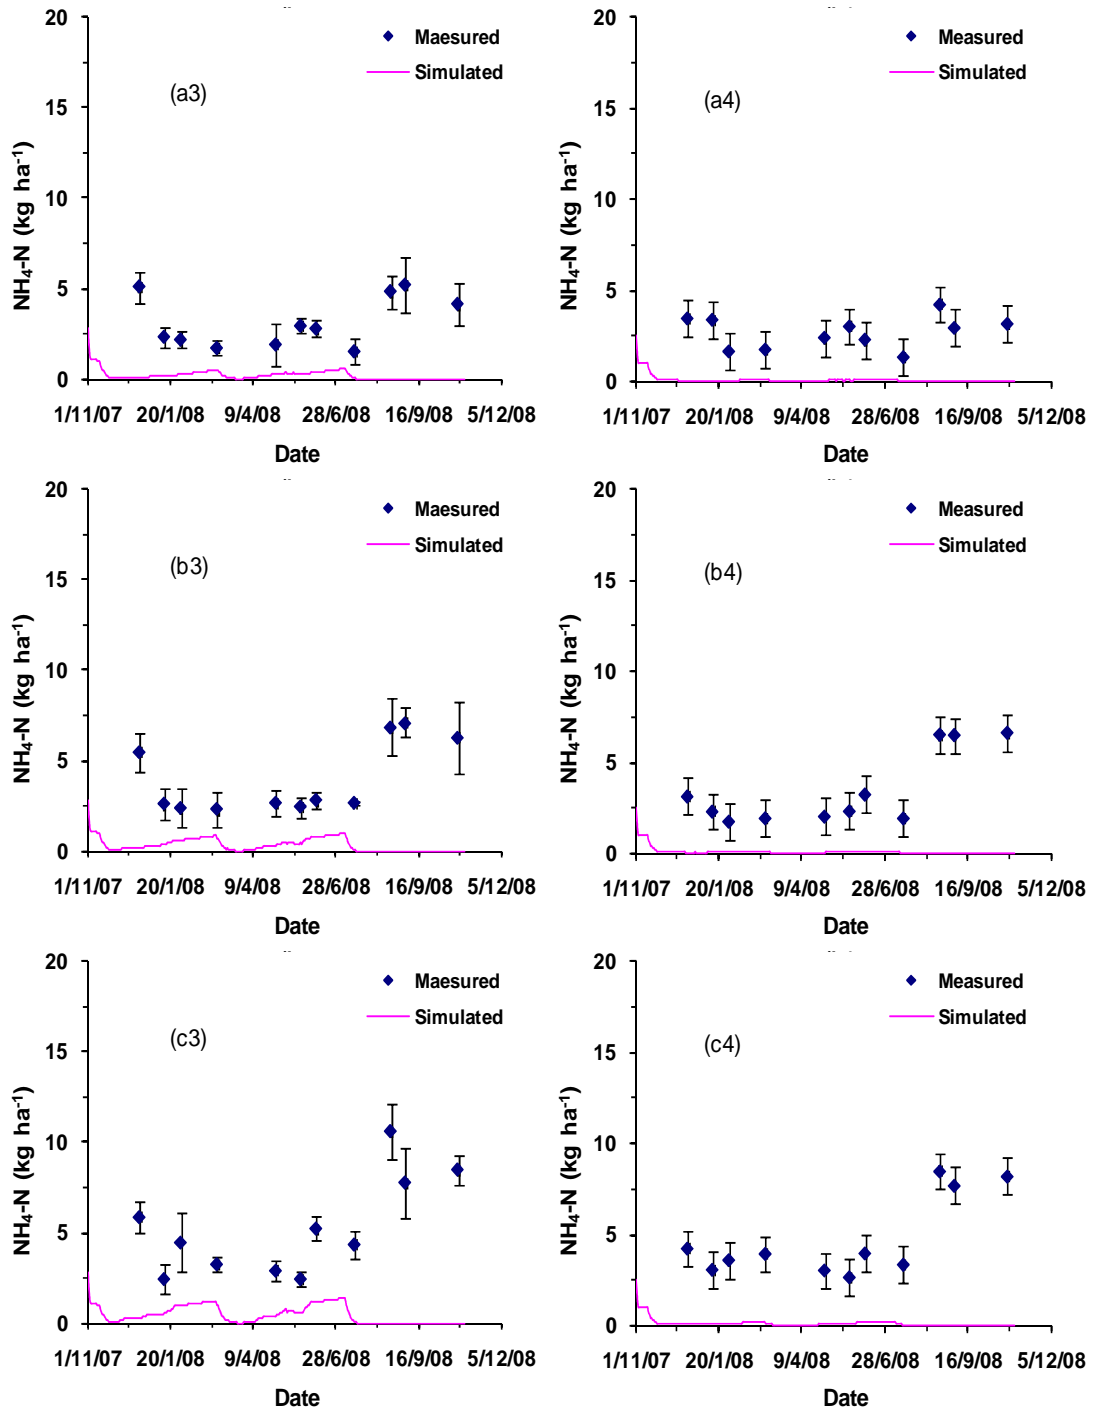 20
Maesured
Simulated
15
(a3)
10
5
0
NH₄-N (kg ha⁻¹)
1/11/07 20/1/08 9/4/08 28/6/08 16/9/08 5/12/08
Date
20
Measured
Simulated
15
(a4)
10
5
0
NH₄-N (kg ha⁻¹)
1/11/07 20/1/08 9/4/08 28/6/08 16/9/08 5/12/08
Date
20
Maesured
Simulated
15
(b3)
10
5
0
NH₄-N (kg ha⁻¹)
1/11/07 20/1/08 9/4/08 28/6/08 16/9/08 5/12/08
Date
20
Measured
Simulated
15
(b4)
10
5
0
NH₄-N (kg ha⁻¹)
1/11/07 20/1/08 9/4/08 28/6/08 16/9/08 5/12/08
Date
20
Maesured
Simulated
15
(c3)
10
5
0
NH₄-N (kg ha⁻¹)
1/11/07 20/1/08 9/4/08 28/6/08 16/9/08 5/12/08
Date
20
Measured
Simulated
15
(c4)
10
5
0
NH₄-N (kg ha⁻¹)
1/11/07 20/1/08 9/4/08 28/6/08 16/9/08 5/12/08
Date